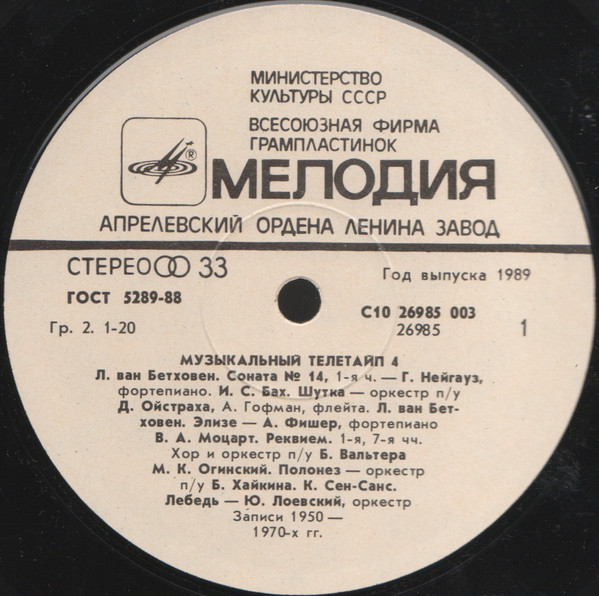 МИНИСТЕРСТВО
КУЛЬТУРЫ СССР
ВСЕСОЮЗНАЯ ФИРМА
ГРАМПЛАСТИНОК
®
МЕЛОДИЯ
АПРЕЛЕВСКИЙ ОРДЕНА ЛЕНИНА ЗАВОД
СТЕРЕО 33
Год выпуска 1989
ГОСТ 5289-88
С10 26985 003
Гр. 2. 1-20
26985
1
МУЗЫКАЛЬНЫЙ ТЕЛЕТАЙП 4
Л. ван Бетховен. Соната № 14, 1-я ч. — Г. Нейгауз,
фортепиано. И. С. Бах. Шутка — оркестр п/у
Д. Ойстраха, А. Гофман, флейта. Л. ван Бет-
ховен. Элизе — А. Фишер, фортепиано
В. А. Моцарт. Реквием. 1-я, 7-я чч.
Хор и оркестр п/у Б. Вальтера
М. К. Огинский. Полонез — оркестр
п/у Б. Хайкина. К. Сен-Санс.
Лебедь — Ю. Лоевский, оркестр
Записи 1950 —
1970-х гг.